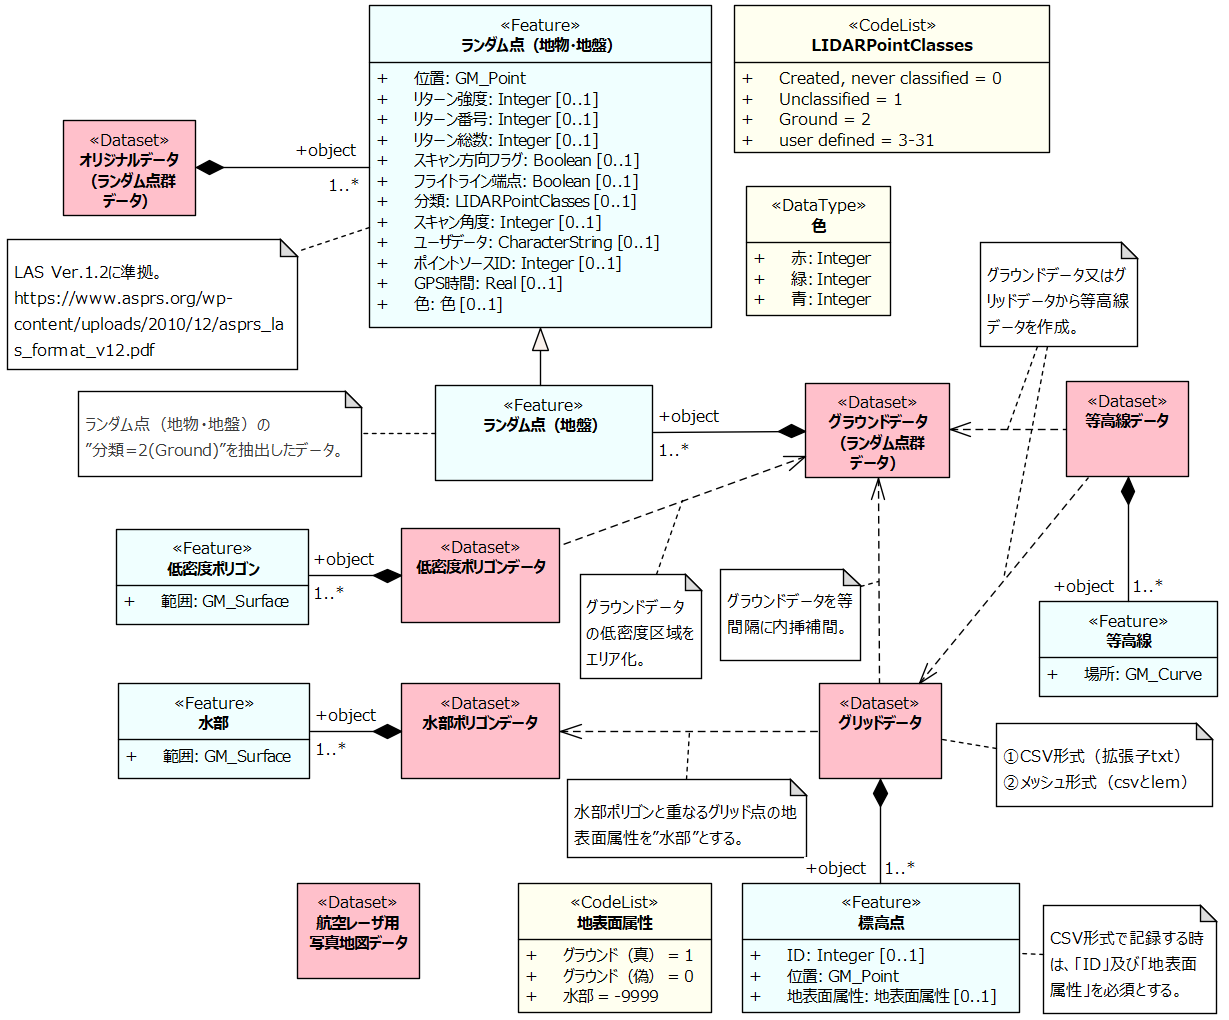 «Feature»
ランダム点（地物・地盤）
+ 位置: GM_Point
+ リターン強度: Integer [0..1]
+ リターン番号: Integer [0..1]
+ リターン総数: Integer [0..1]
+ スキャン方向フラグ: Boolean [0..1]
+ フライトライン端点: Boolean [0..1]
+ 分類: LIDARPointClasses [0..1]
+ スキャン角度: Integer [0..1]
+ ユーザデータ: CharacterString [0..1]
+ ポイントソースID: Integer [0..1]
+ GPS時間: Real [0..1]
+ 色: 色 [0..1]
«CodeList»
LIDARPointClasses
+ Created, never classified = 0
+ Unclassified = 1
+ Ground = 2
+ user defined = 3-31
«Dataset»
オリジナルデータ
（ランダム点群
データ）
+object
1..*
«DataType»
色
+ 赤: Integer
+ 緑: Integer
+ 青: Integer
LAS Ver.1.2に準拠。
https://www.asprs.org/wp-
content/uploads/2010/12/asprs_la
s_format_v12.pdf
グラウンドデータ又はグ
リッドデータから等高線
データを作成。
ランダム点（地物・地盤）の
”分類=2(Ground)”を抽出したデータ。
«Feature»
ランダム点（地盤）
+object
1..*
«Dataset»
グラウンドデータ
（ランダム点群
データ）
«Dataset»
等高線データ
«Feature»
低密度ポリゴン
+ 範囲: GM_Surface
+object
1..*
«Dataset»
低密度ポリゴンデータ
グラウンドデータ
の低密度区域を
エリア化。
グラウンドデータを等
間隔に内挿補間。
+object
1..*
«Feature»
等高線
+ 場所: GM_Curve
«Feature»
水部
+ 範囲: GM_Surface
+object
1..*
«Dataset»
水部ポリゴンデータ
«Dataset»
グリッドデータ
①CSV形式（拡張子txt）
②メッシュ形式（csvとlem）
水部ポリゴンと重なるグリッド点の地
表面属性を”水部”とする。
+object
1..*
«Dataset»
航空レーザ用
写真地図データ
«CodeList»
地表面属性
+ グラウンド（真）= 1
+ グラウンド（偽）= 0
+ 水部 = -9999
«Feature»
標高点
+ ID: Integer [0..1]
+ 位置: GM_Point
+ 地表面属性: 地表面属性 [0..1]
CSV形式で記録する時
は、「ID」及び「地表面
属性」を必須とする。